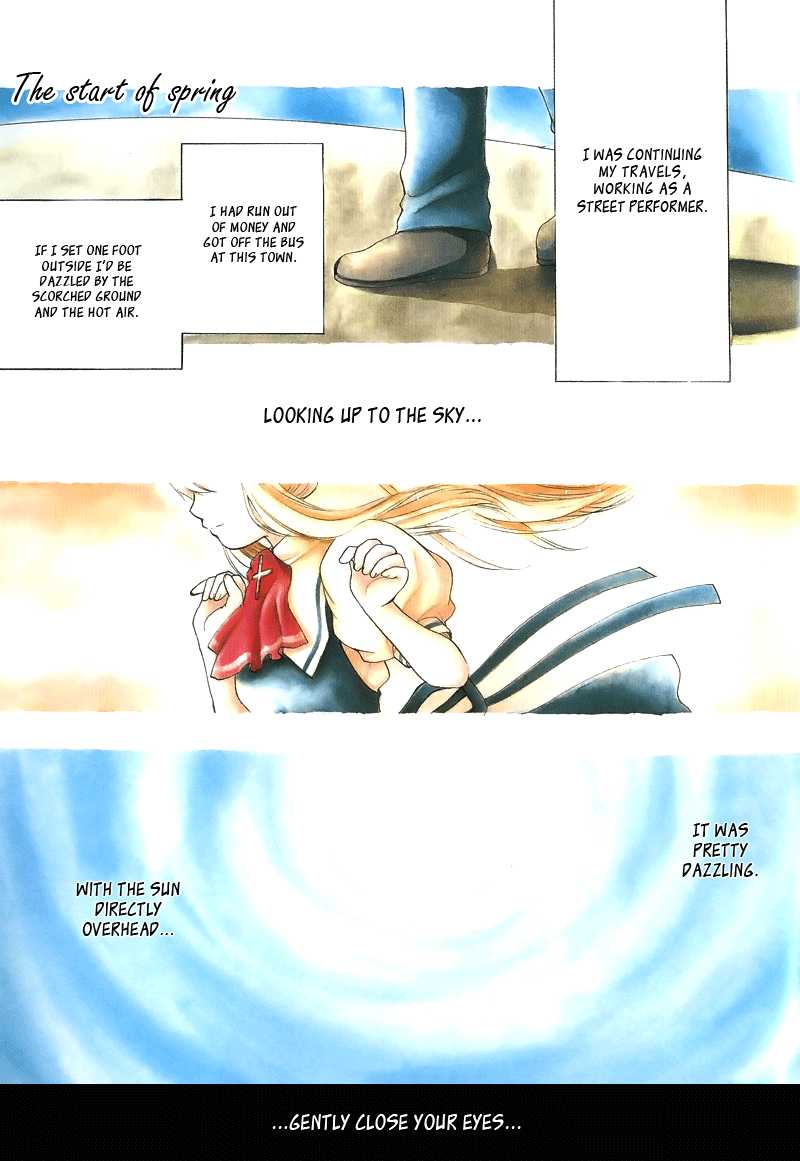 The start of spring
I WAS CONTINUING
MY TRAVELS,
WORKING AS A
STREET PERFORMER.
I HAD RUN OUT
OF MONEY AND
GOT OFF THE BUS
AT THIS TOWN.
IF I SET ONE FOOT
OUTSIDE I'D BE
DAZZLED BY THE
SCORCHED GROUND
AND THE HOT AIR.
LOOKING UP TO THE SKY...
IT WAS
PRETTY
DAZZLING.
WITH THE SUN
DIRECTLY
OVERHEAD...
...GENTLY CLOSE YOUR EYES...